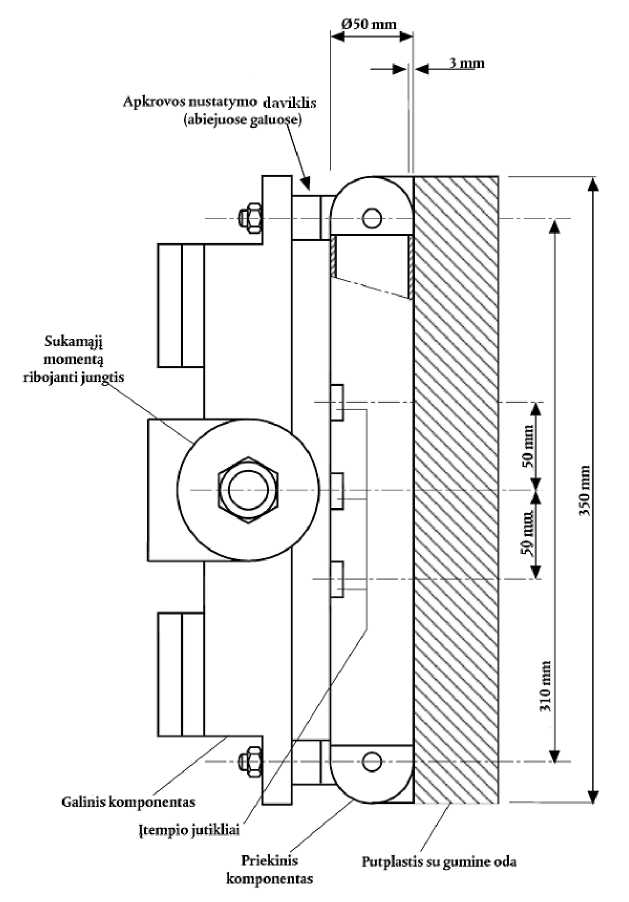 Ø50 mm
3 mm
Apkrovos nustatymo daviklis
(abiejuose galuose)
Sukamąjį
momentą
ribojanti jungtis
50 mm
350 mm
50 mm
310 mm
Galinis komponentas
Įtempio jutikliai
Priekinis
komponentas
Putplastis su gumine oda